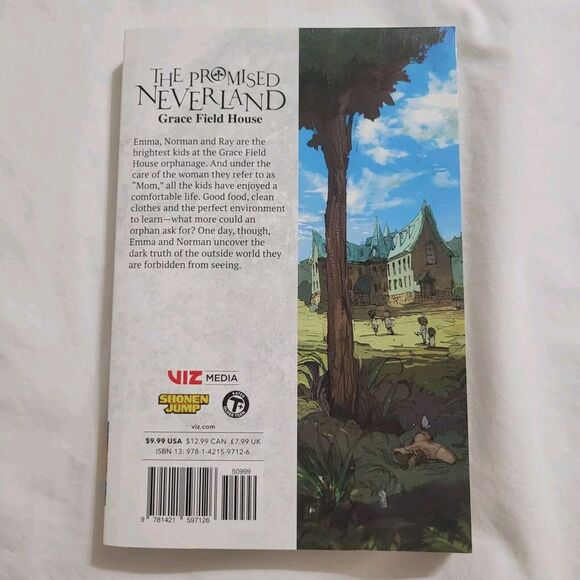 THE PROMISED
NEVERLAND
Grace Field House
Emma, Norman and Ray are the
brightest kids at the Grace Field
House orphanage. And under the
care of the woman they refer to as
“Mom,” all the kids have enjoyed a
comfortable life. Good food, clean
clothes and the perfect environment
to learn—what more could an
orphan ask for? One day, though,
Emma and Norman uncover the
dark truth of the outside world they
are forbidden from seeing.
VIZ MEDIA
SHONEN
JUMP
T+
viz.com
$9.99 USA $12.99 CAN £7.99 UK
ISBN-13: 978-1-4215-9712-6
50999
9 781421 597126